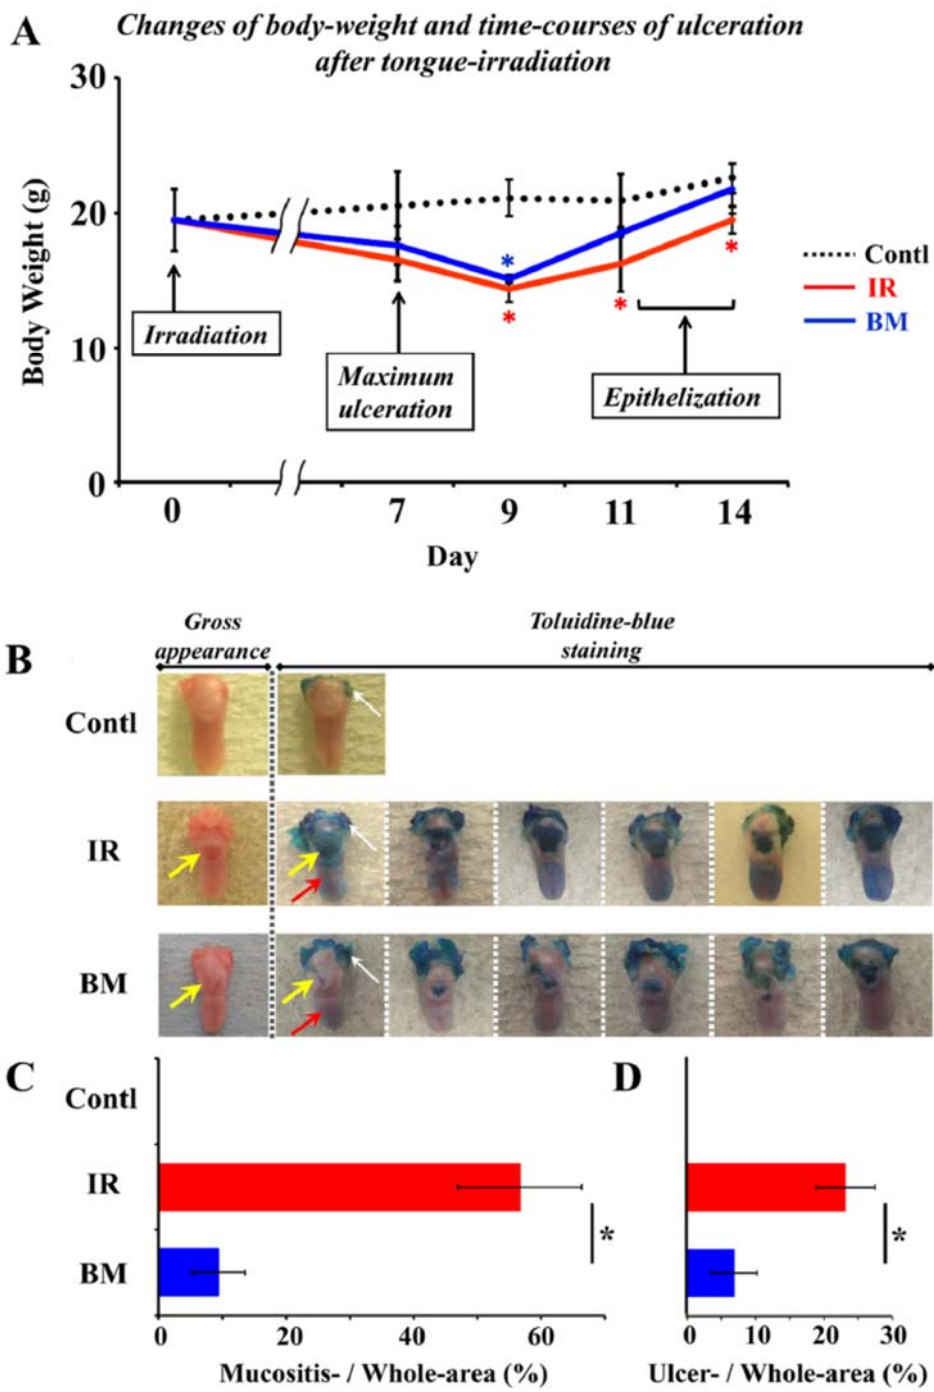 A
Changes of body-weight and time-courses of ulceration
after tongue-irradiation
30
20
10
0
Body Weight (g)
*
*
*
*
Irradiation
Maximum
ulceration
Epithelization
Contl
IR
BM
0 7 9 11 14
Day
B
Gross
appearance
Toluidine-blue
staining
Contl
IR
BM
C
Contl
IR
BM
*
0 20 40 60
Mucositis- / Whole-area (%)
D
*
0 10 20 30
Ulcer- / Whole-area (%)